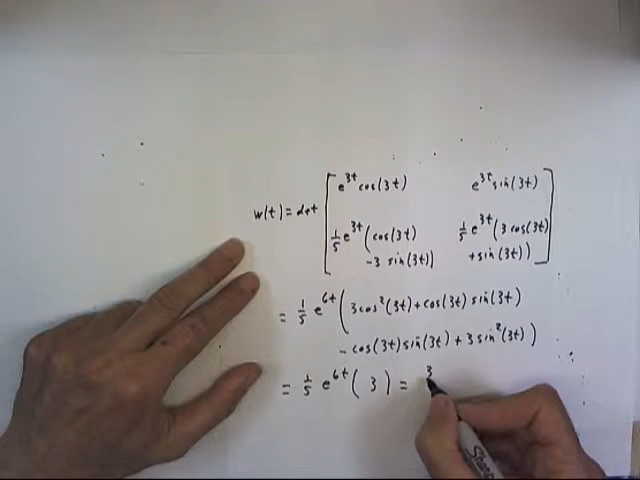 e^3t cos(3t) e^3t sin(3t)
w(t) = det
1/5 e^3t (cos(3t) 1/5 e^3t (3 cos(3t)
-3 sin(3t)) + sin(3t))
= 1/5 e^6t ( 3cos²(3t) + cos(3t) sin(3t)
- cos(3t) sin(3t) + 3 sin²(3t) )
= 1/5 e^6t ( 3 ) = 3